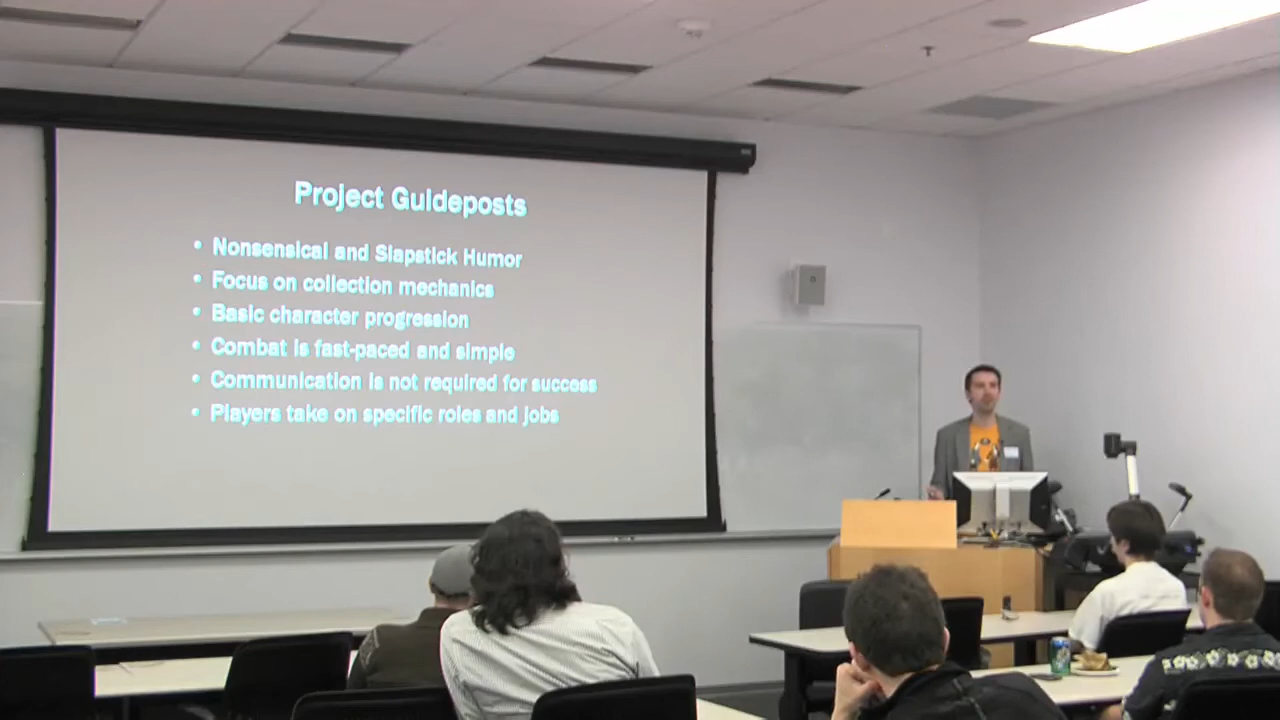 Project Guideposts
• Nonsensical and Slapstick Humor
• Focus on collection mechanics
• Basic character progression
• Combat is fast-paced and simple
• Communication is not required for success
• Players take on specific roles and jobs